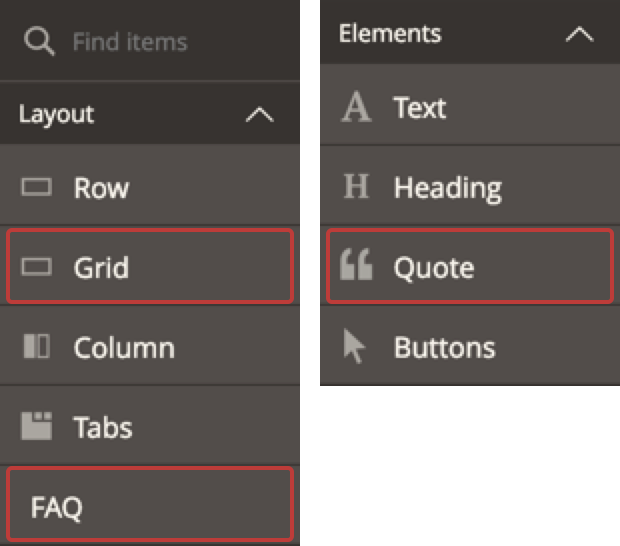 Find items
Layout
Row
Grid
Column
Tabs
FAQ
Elements
Text
Heading
Quote
Buttons